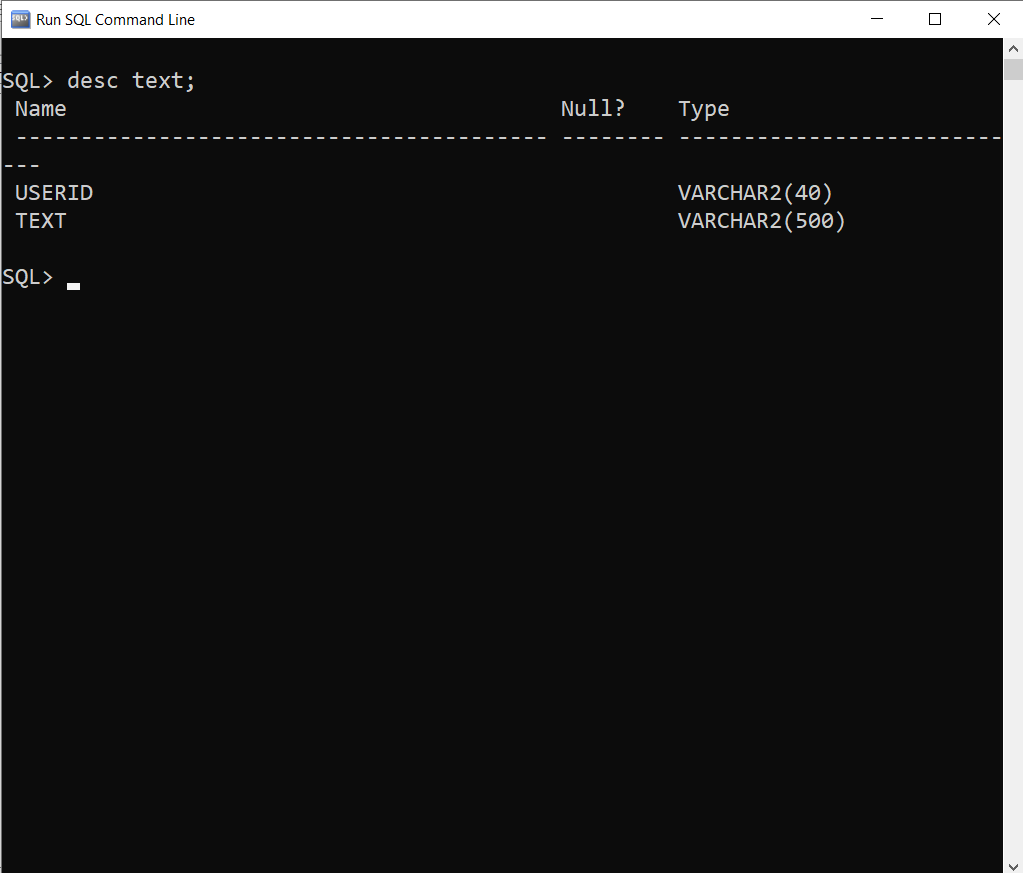 Run SQL Command Line
SQL> desc text;
 Name                                      Null?    Type
 ----------------------------------------- -------- -------------------------
---
 USERID                                             VARCHAR2(40)
 TEXT                                               VARCHAR2(500)
SQL>